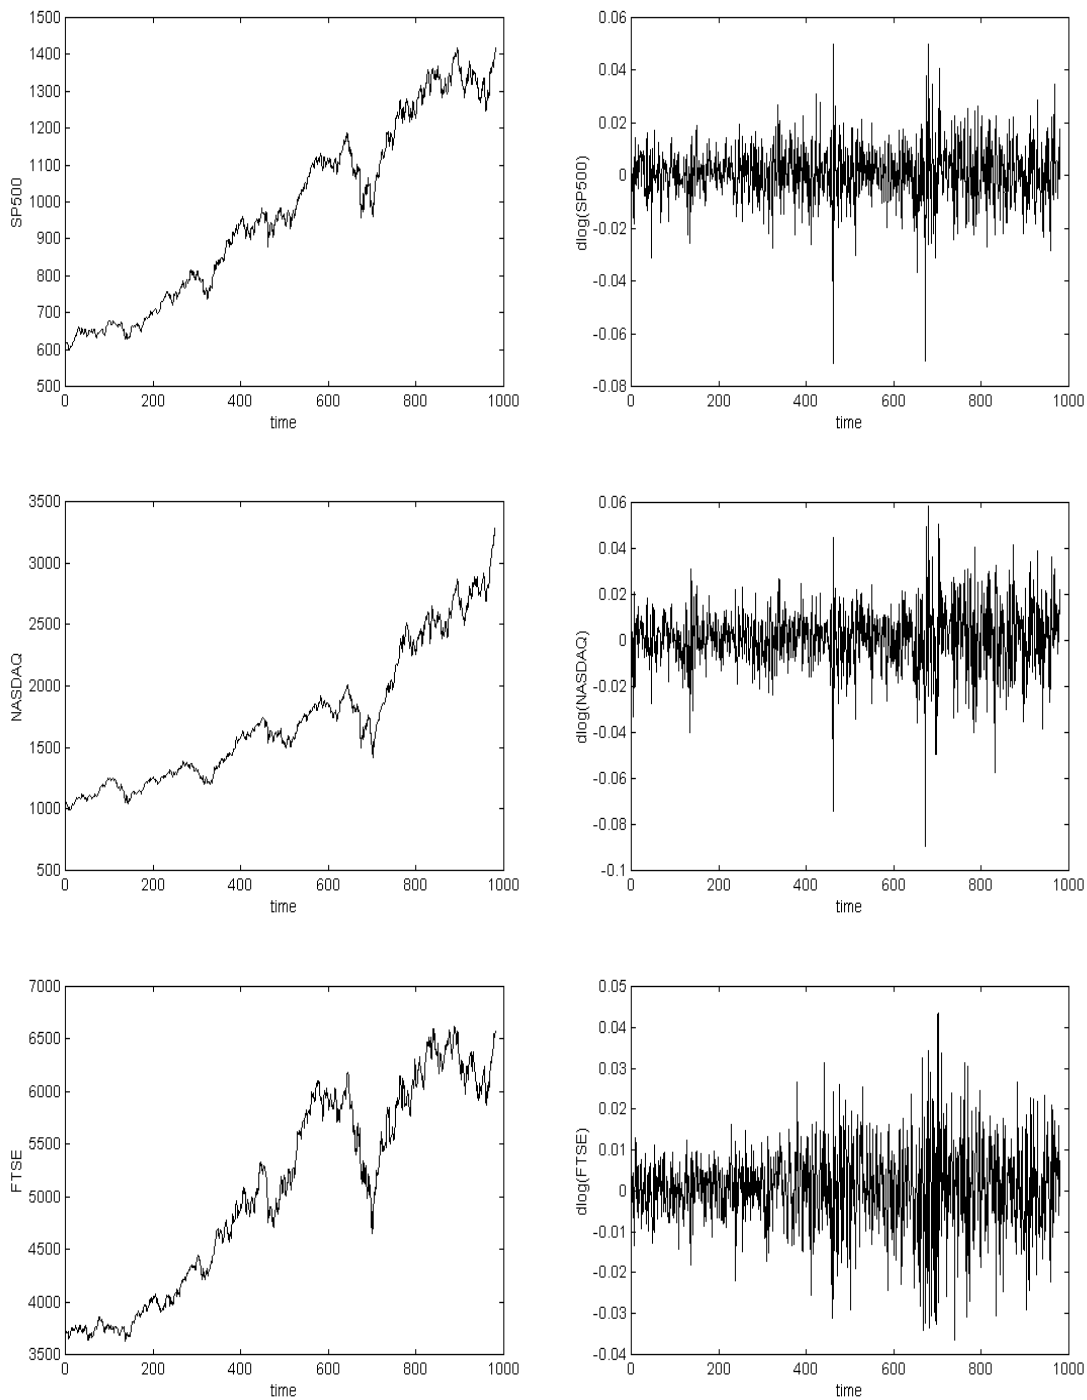 1500
1400
1300
1200
1100
1000
900
800
700
600
500
SP500
0 200 400 600 800 1000
time
0.06
0.04
0.02
0
-0.02
-0.04
-0.06
-0.08
dlog(SP500)
0 200 400 600 800 1000
time
3500
3000
2500
2000
1500
1000
500
NASDAQ
0 200 400 600 800 1000
time
0.06
0.04
0.02
0
-0.02
-0.04
-0.06
-0.08
-0.1
dlog(NASDAQ)
0 200 400 600 800 1000
time
7000
6500
6000
5500
5000
4500
4000
3500
FTSE
0 200 400 600 800 1000
time
0.05
0.04
0.03
0.02
0.01
0
-0.01
-0.02
-0.03
-0.04
dlog(FTSE)
0 200 400 600 800 1000
time